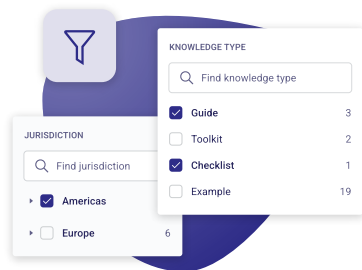 KNOWLEDGE TYPE
Find knowledge type
Guide 3
Toolkit 2
Checklist 1
Example 19
JURISDICTION
Find jurisdiction
Americas
Europe 6